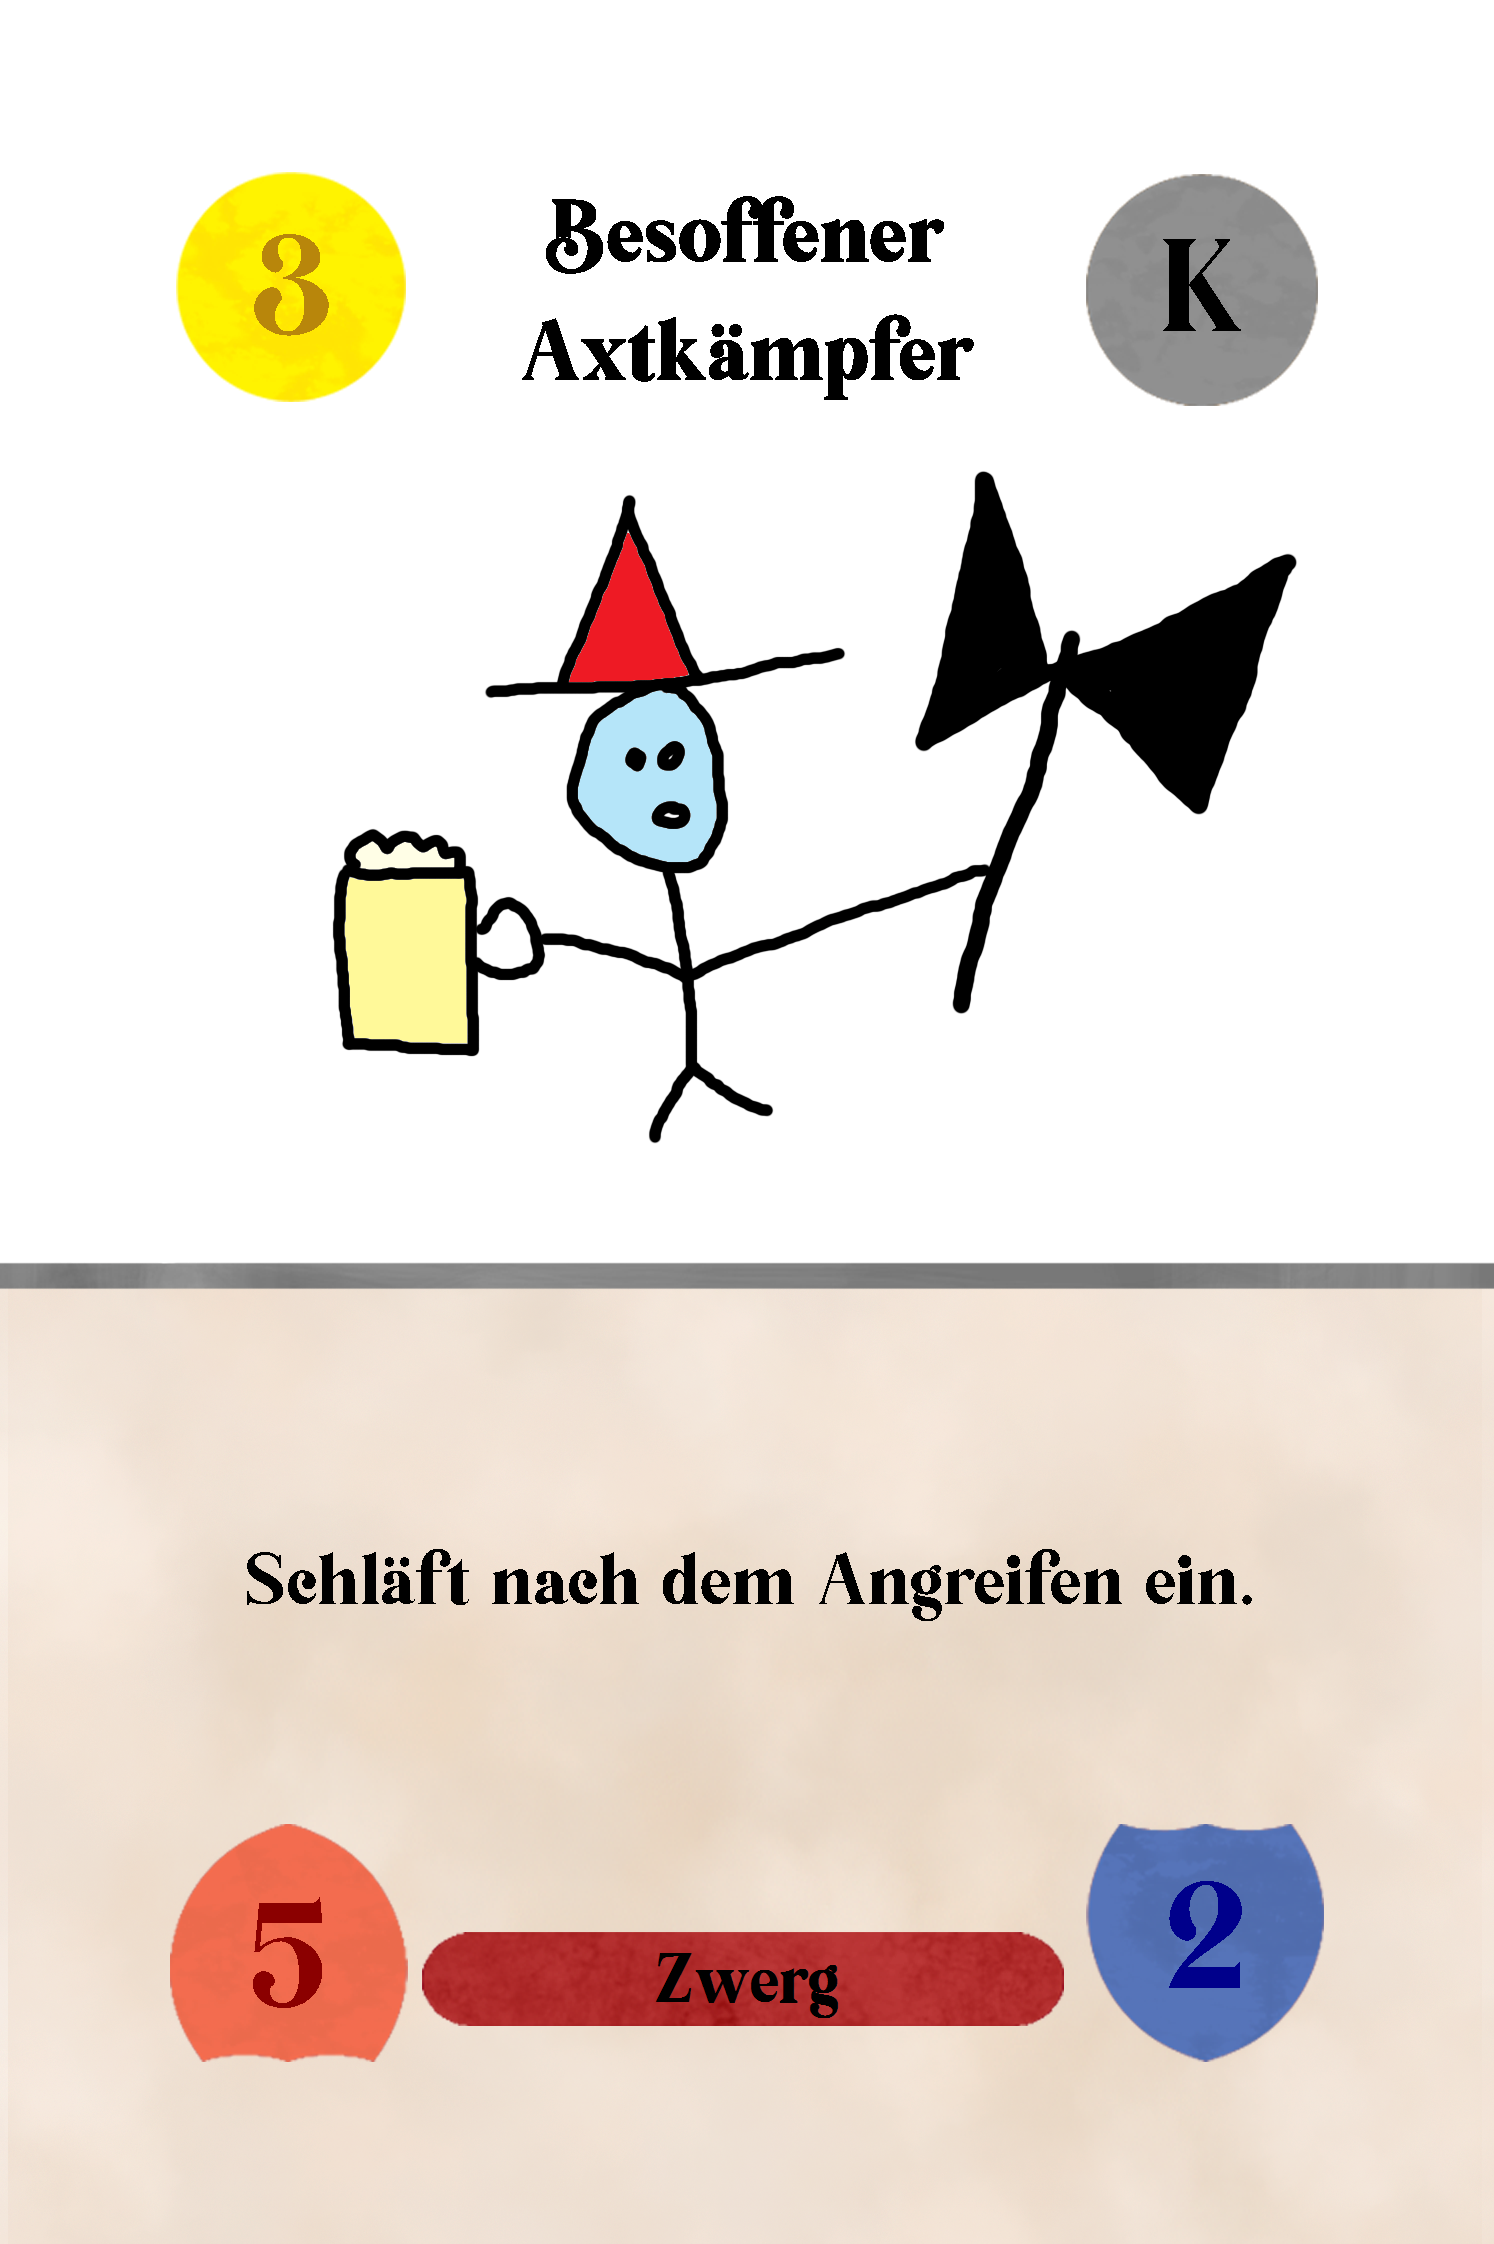 3
Besoffener
Axtkämpfer
K
Schläft nach dem Angreifen ein.
5
Zwerg
2